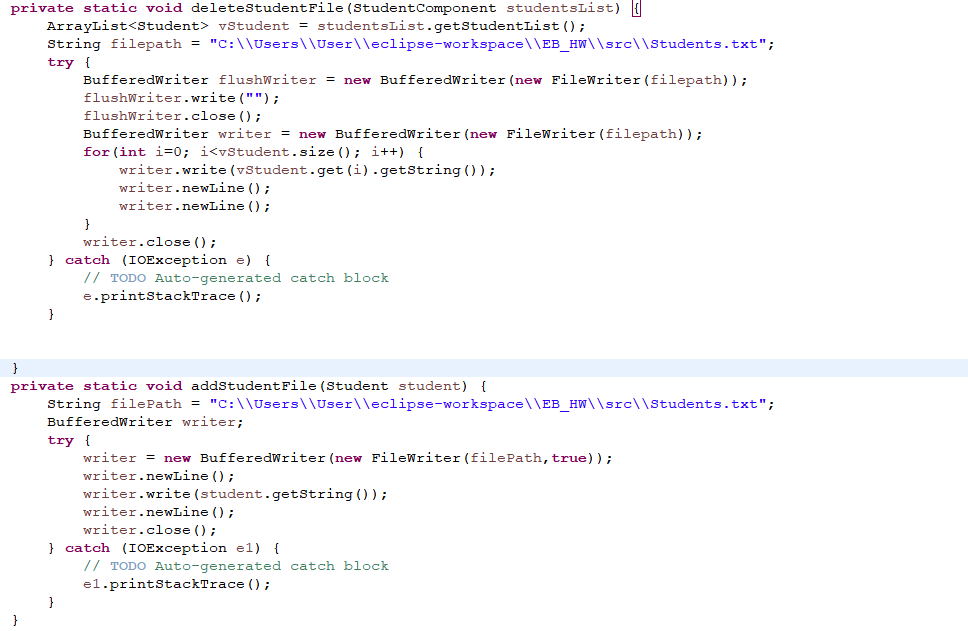 private static void deleteStudentFile(StudentComponent studentsList) {
    ArrayList<Student> vStudent = studentsList.getStudentList();
    String filepath = "C:\\Users\\User\\eclipse-workspace\\EB_HW\\src\\Students.txt";
    try {
        BufferedWriter flushWriter = new BufferedWriter(new FileWriter(filepath));
        flushWriter.write("");
        flushWriter.close();
        BufferedWriter writer = new BufferedWriter(new FileWriter(filepath));
        for(int i=0; i<vStudent.size(); i++) {
            writer.write(vStudent.get(i).getString());
            writer.newLine();
            writer.newLine();
        }
        writer.close();
    } catch (IOException e) {
        // TODO Auto-generated catch block
        e.printStackTrace();
    }
}
private static void addStudentFile(Student student) {
    String filePath = "C:\\Users\\User\\eclipse-workspace\\EB_HW\\src\\Students.txt";
    BufferedWriter writer;
    try {
        writer = new BufferedWriter(new FileWriter(filePath,true));
        writer.newLine();
        writer.write(student.getString());
        writer.newLine();
        writer.close();
    } catch (IOException e1) {
        // TODO Auto-generated catch block
        e1.printStackTrace();
    }
}